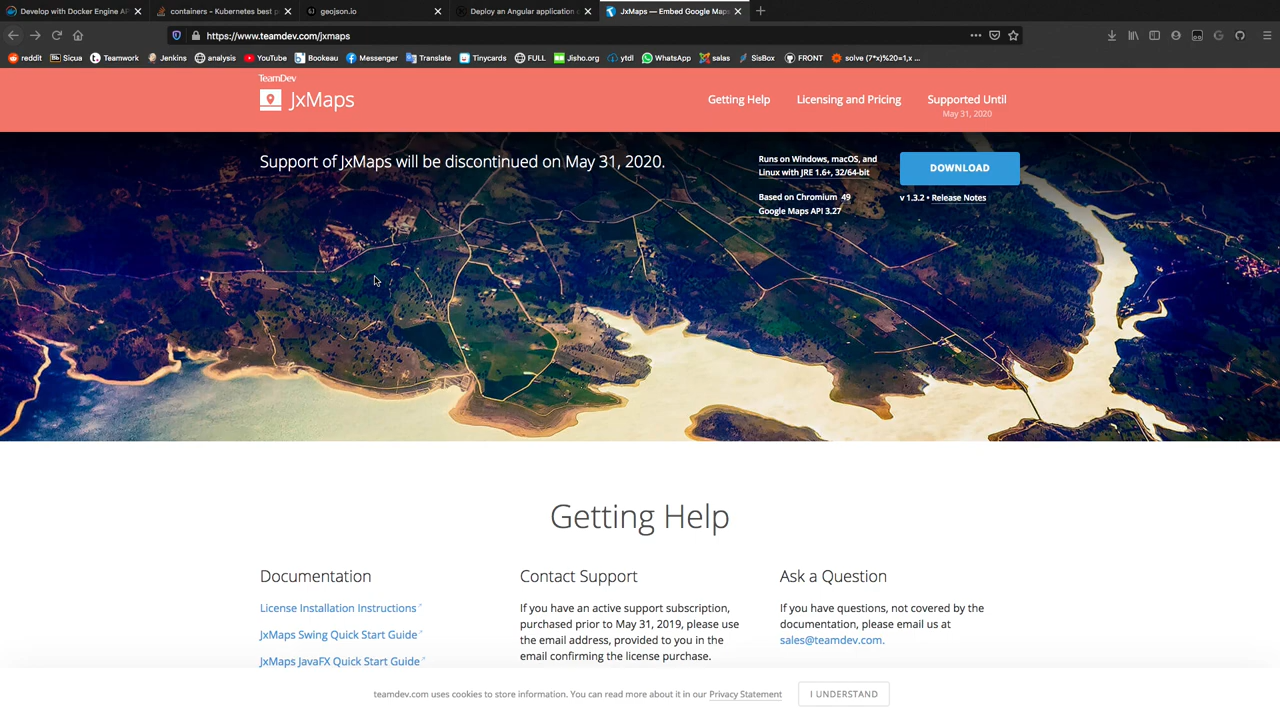 Develop with Docker Engine AP
containers - Kubernetes best p
geojson.io
Deploy an Angular application
JxMaps — Embed Google Maps
https://www.teamdev.com/jxmaps
reddit
Sicua
Teamwork
Jenkins
analysis
YouTube
Bookeau
Messenger
Translate
Tinycards
FULL
Jisho.org
ytdl
WhatsApp
salas
SisBox
FRONT
solve (7*x)%20=1,x ...
TeamDev
JxMaps
Getting Help
Licensing and Pricing
Supported Until
May 31, 2020
Support of JxMaps will be discontinued on May 31, 2020.
Runs on Windows, macOS, and
Linux with JRE 1.6+, 32/64-bit
Based on Chromium 49
Google Maps API 3.27
DOWNLOAD
v 1.3.2 • Release Notes
Getting Help
Documentation
License Installation Instructions
JxMaps Swing Quick Start Guide
JxMaps JavaFX Quick Start Guide
Contact Support
If you have an active support subscription,
purchased prior to May 31, 2019, please use
the email address, provided to you in the
email confirming the license purchase.
Ask a Question
If you have questions, not covered by the
documentation, please email us at
sales@teamdev.com.
teamdev.com uses cookies to store information. You can read more about it in our Privacy Statement
I UNDERSTAND